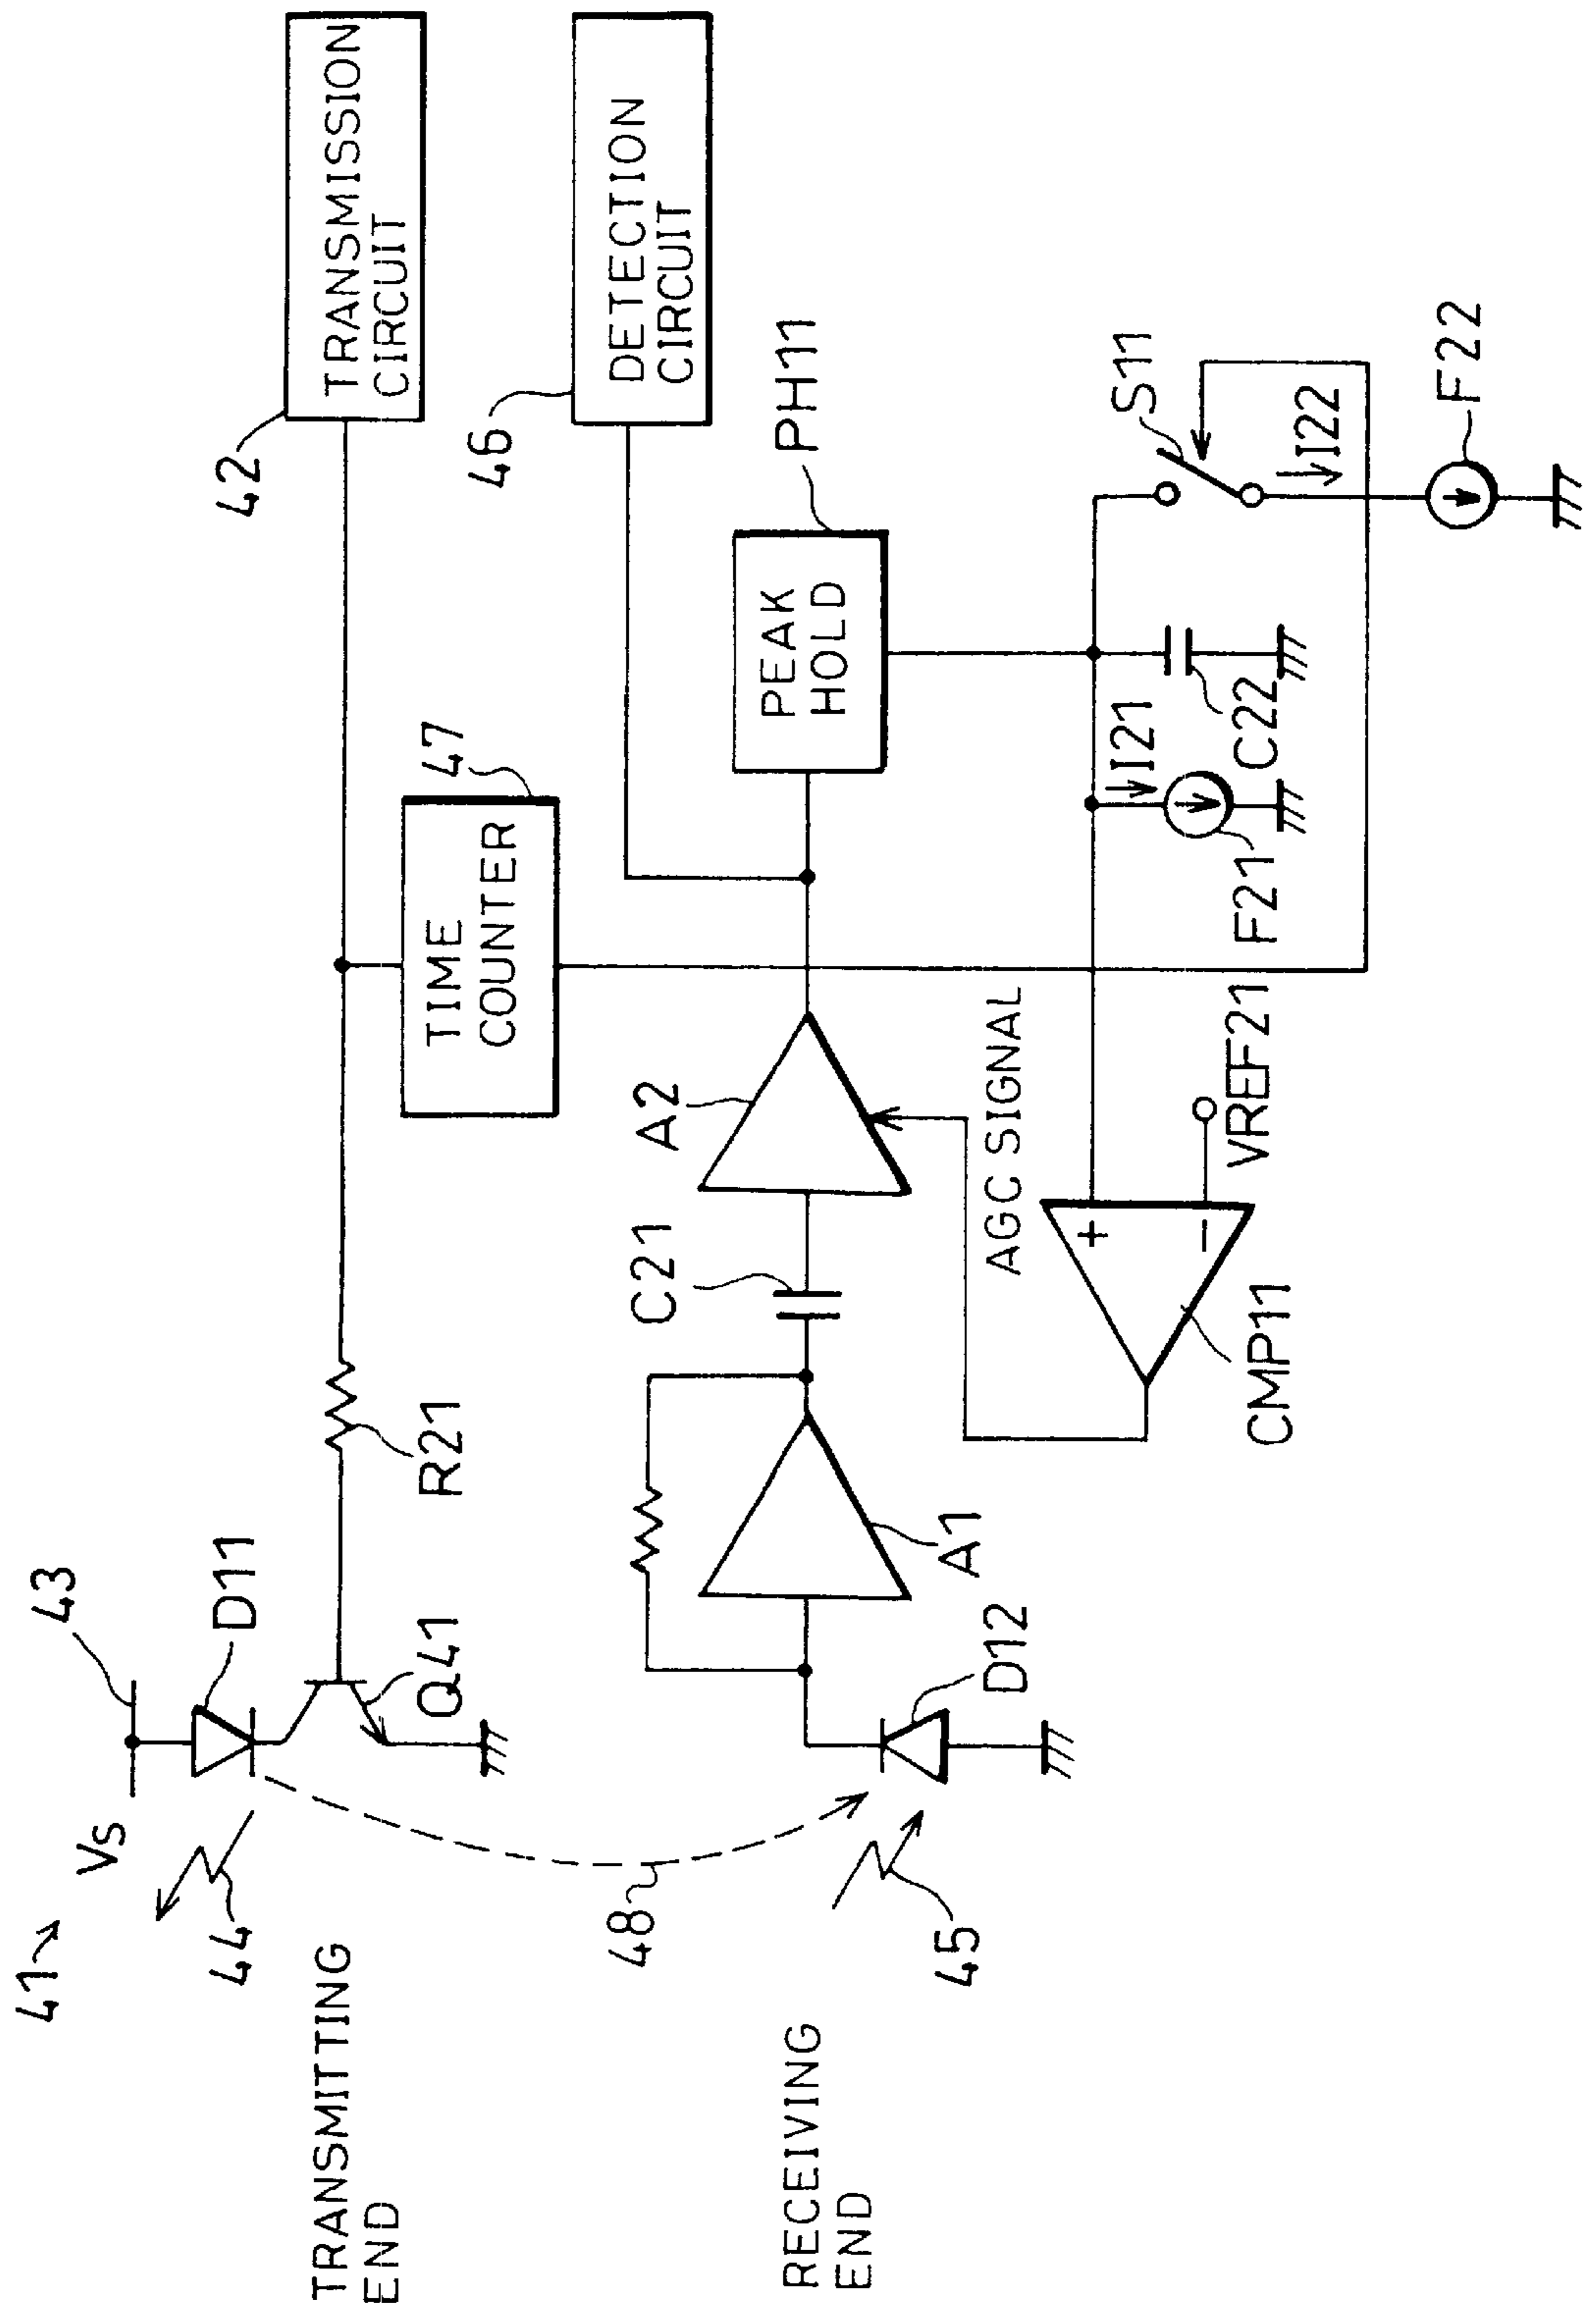 41
Vs
43
D11
44
TRANSMITTING
END
Q41
R21
42
TRANSMISSION
CIRCUIT
47
TIME
COUNTER
46
DETECTION
CIRCUIT
48
RECEIVING
END
45
D12
A1
C21
A2
PEAK
HOLD
PH11
AGC SIGNAL
CMP11
+
−
VREF21
F21
I21
C22
S11
I22
F22